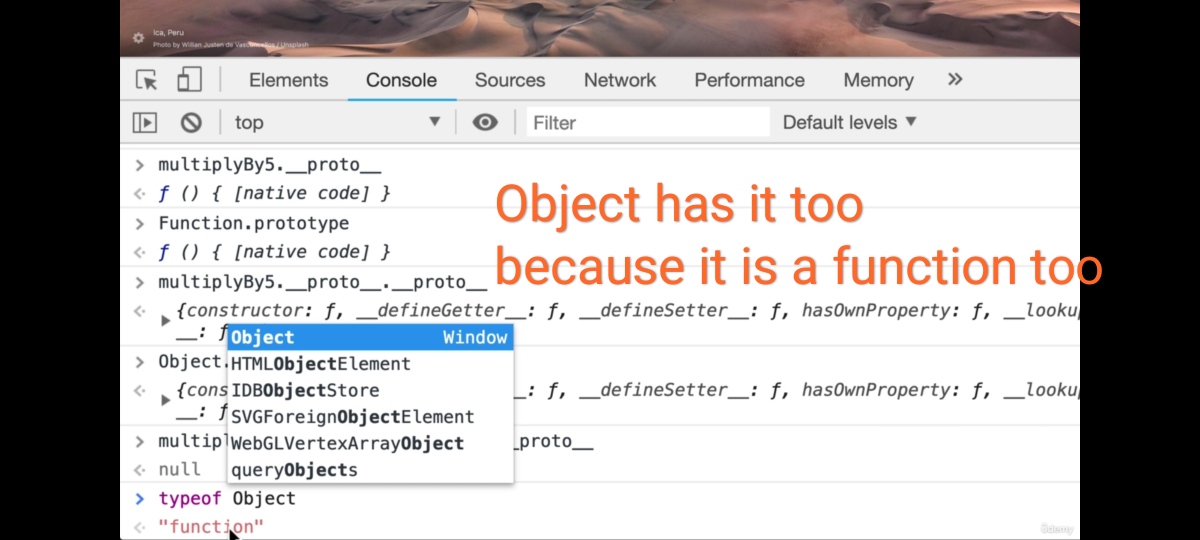 Ica, Peru
Photo by Willian Justen de Vasconcellos / Unsplash
Elements Console Sources Network Performance Memory »
top Filter Default levels
> multiplyBy5.__proto__
ƒ () { [native code] }
Object has it too
> Function.prototype
ƒ () { [native code] }
because it is a function too
> multiplyBy5.__proto__.__proto__
{constructor: ƒ, __defineGetter__: ƒ, __defineSetter__: ƒ, hasOwnProperty: ƒ, __looku
__: ƒ
Object Window
HTMLObjectElement
IDBObjectStore
SVGForeignObjectElement
WebGLVertexArrayObject
queryObjects
> Object.
{cons : ƒ, __defineSetter__: ƒ, hasOwnProperty: ƒ, __looku
__: ƒ
> multipl _proto__
null
> typeof Object
"function"
ûdemy